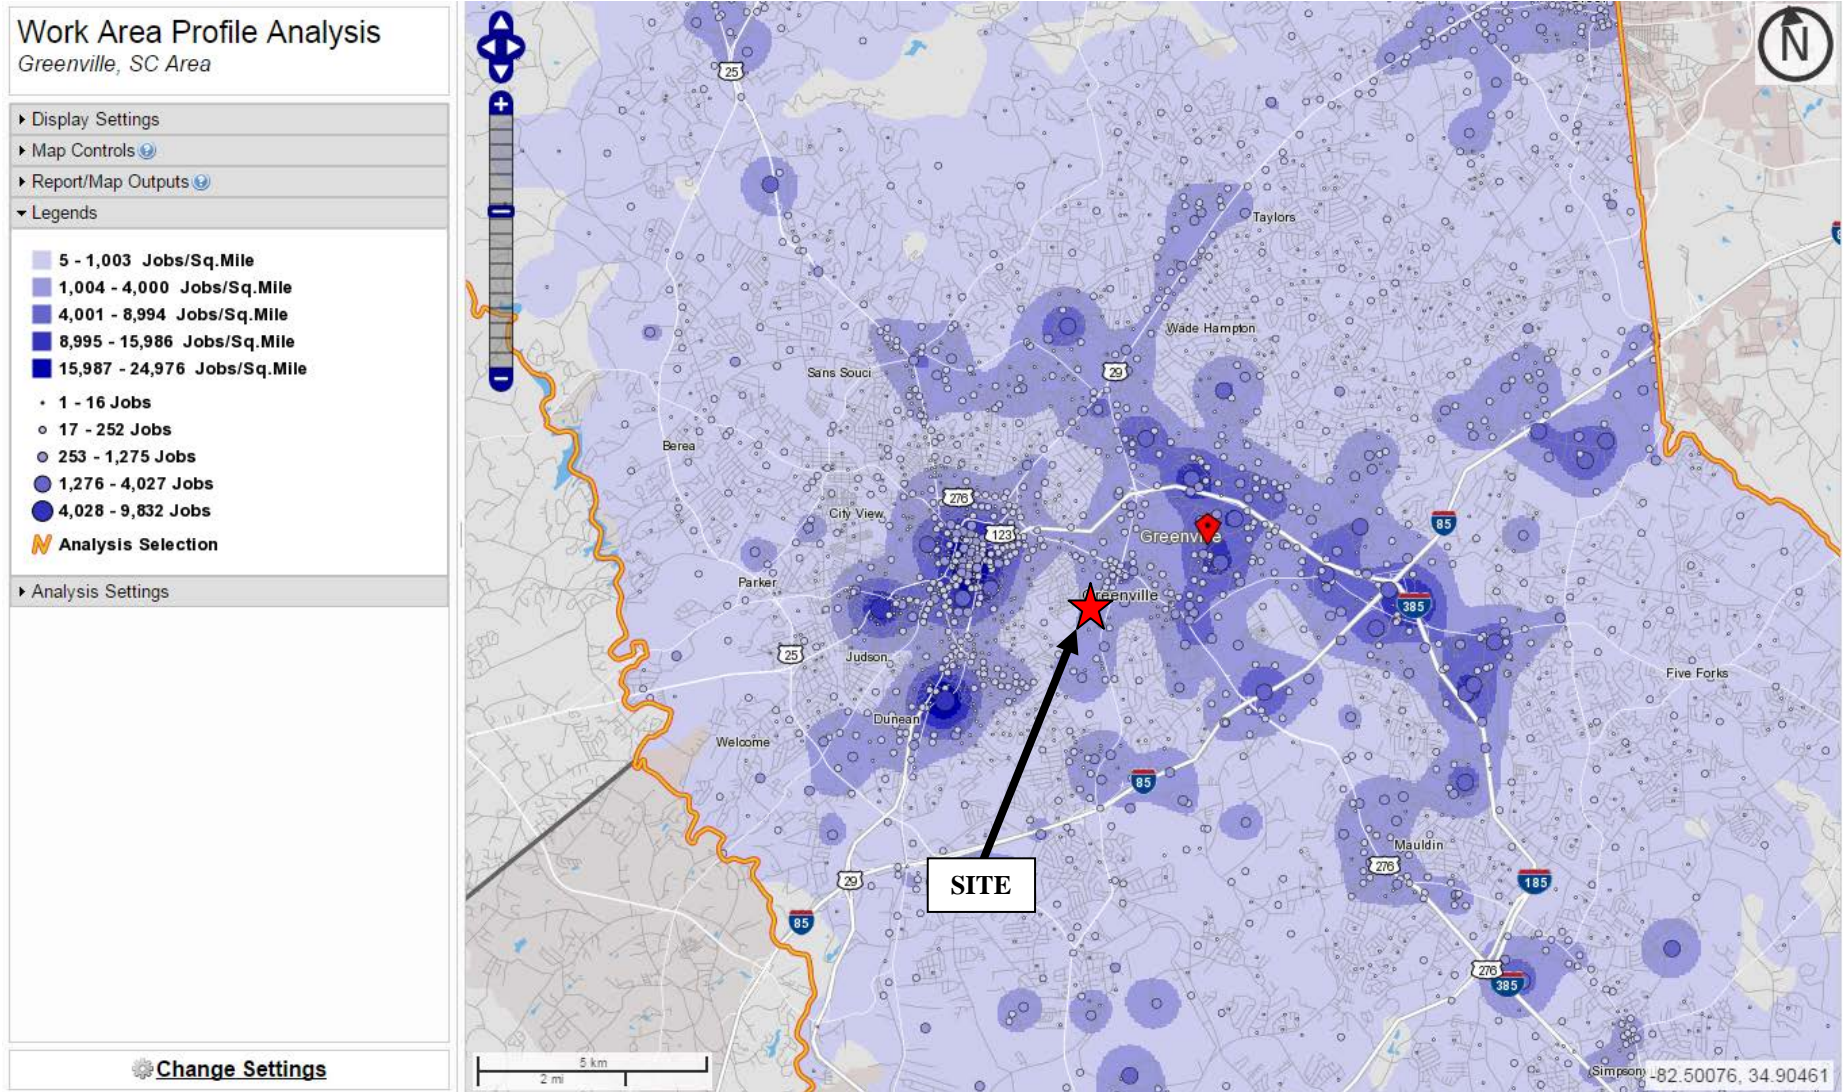 Work Area Profile Analysis
Greenville, SC Area
Display Settings
Map Controls
Report/Map Outputs
Legends
5 - 1,003 Jobs/Sq.Mile
1,004 - 4,000 Jobs/Sq.Mile
4,001 - 8,994 Jobs/Sq.Mile
8,995 - 15,986 Jobs/Sq.Mile
15,987 - 24,976 Jobs/Sq.Mile
1 - 16 Jobs
17 - 252 Jobs
253 - 1,275 Jobs
1,276 - 4,027 Jobs
4,028 - 9,832 Jobs
Analysis Selection
Analysis Settings
Change Settings
N
25
Taylors
Wade Hampton
29
Sans Souci
Berea
276
City View
123
Greenville
85
Parker
Greenville
385
25
Judson
Five Forks
Dunean
Welcome
85
Mauldin
276
29
185
SITE
85
276
385
5 km
2 mi
Simpson
-82.50076, 34.90461